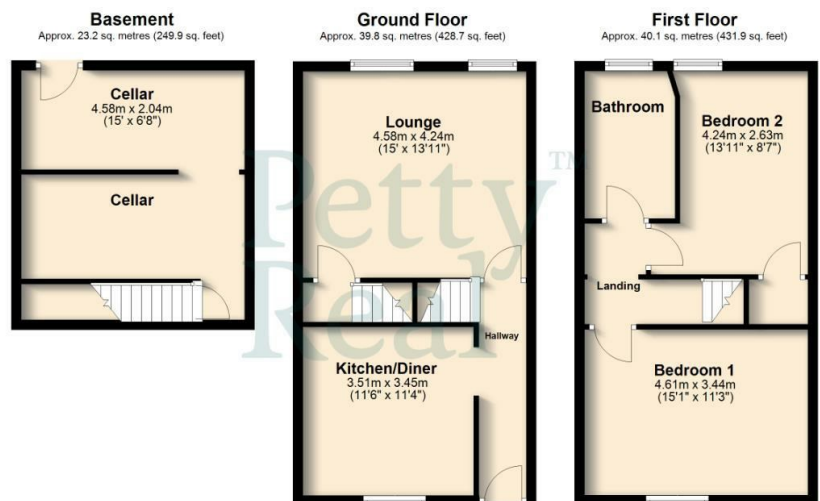 Basement
Approx. 23.2 sq. metres (249.9 sq. feet)
Cellar
4.58m x 2.04m
(15' x 6'8")
Cellar
Ground Floor
Approx. 39.8 sq. metres (428.7 sq. feet)
Lounge
4.58m x 4.24m
(15' x 13'11")
Hallway
Kitchen/Diner
3.51m x 3.45m
(11'6" x 11'4")
First Floor
Approx. 40.1 sq. metres (431.9 sq. feet)
Bathroom
Bedroom 2
4.24m x 2.63m
(13'11" x 8'7")
Landing
Bedroom 1
4.61m x 3.44m
(15'1" x 11'3")
Petty™
Real